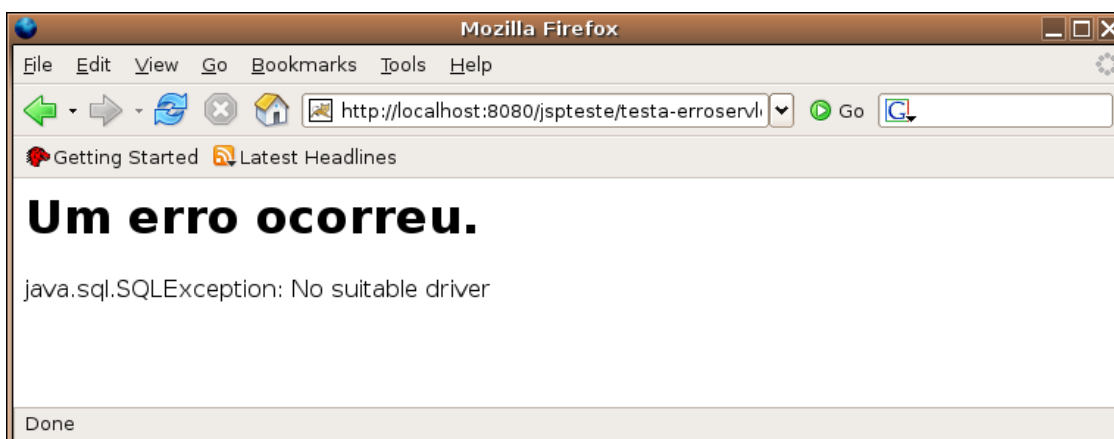 Mozilla Firefox
File Edit View Go Bookmarks Tools Help
http://localhost:8080/jspteste/testa-erroservl Go G
Getting Started Latest Headlines
Um erro ocorreu.
java.sql.SQLException: No suitable driver
Done